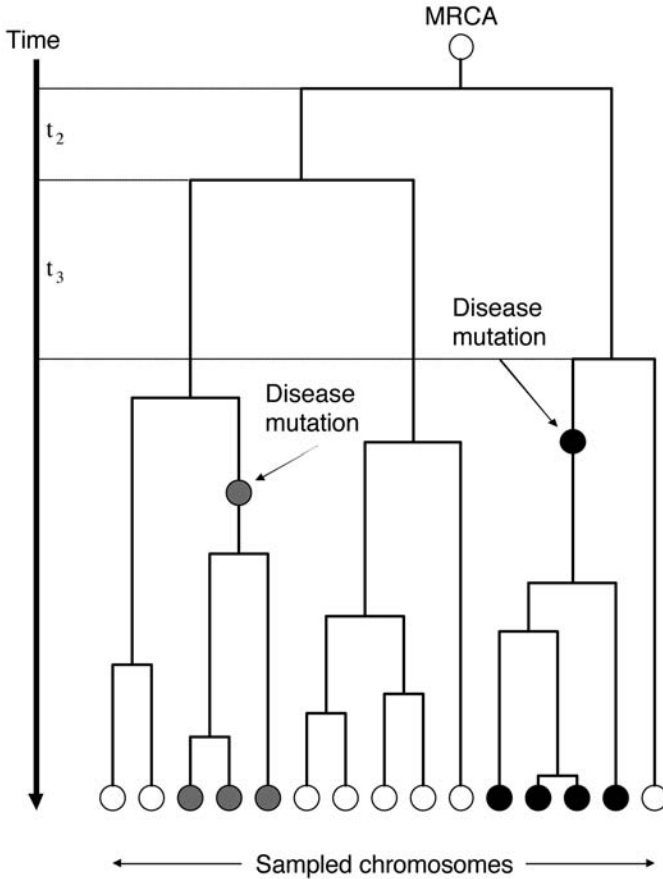 MRCA
Time
t2
t3
Disease
mutation
Disease
mutation
Sampled chromosomes